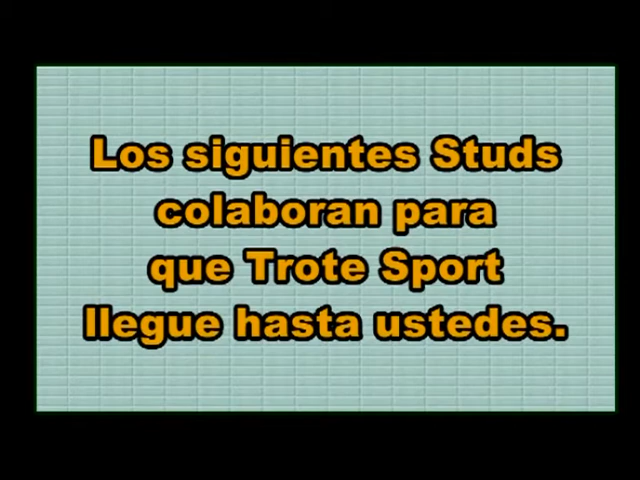 Los siguientes Studs
colaboran para
que Trote Sport
llegue hasta ustedes.